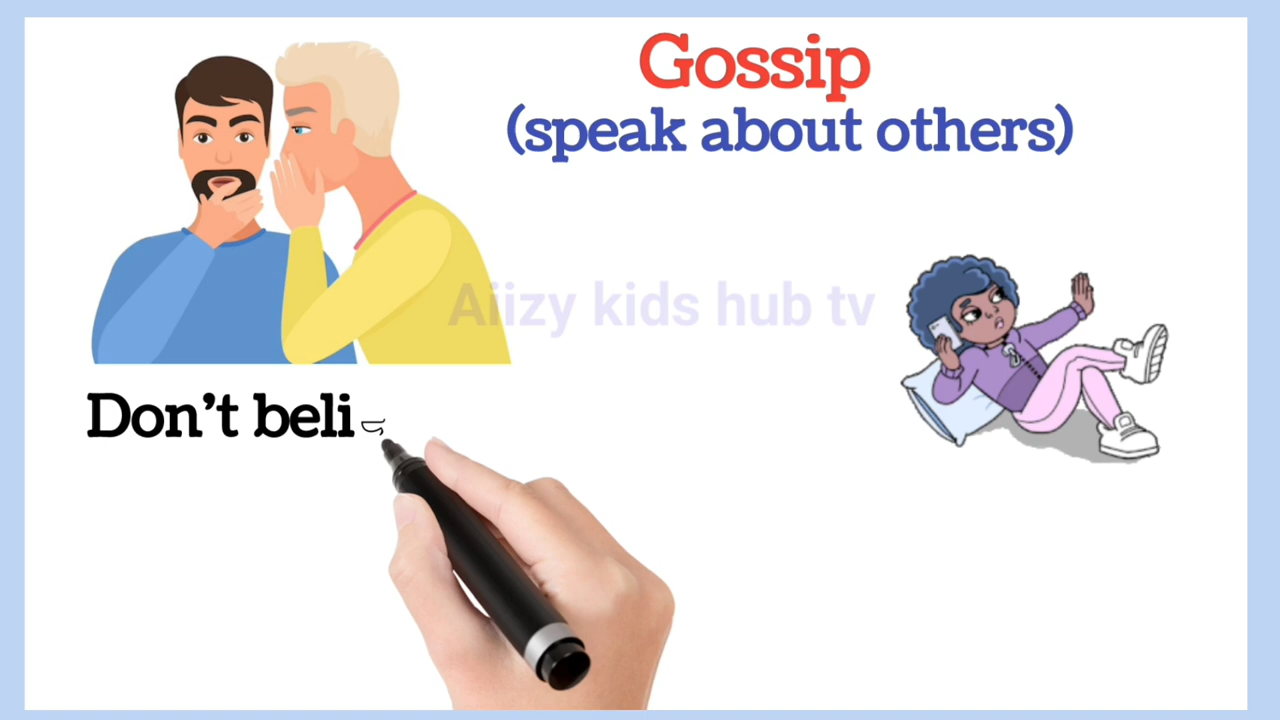 Gossip
(speak about others)
Aiizy kids hub tv
Don't beli